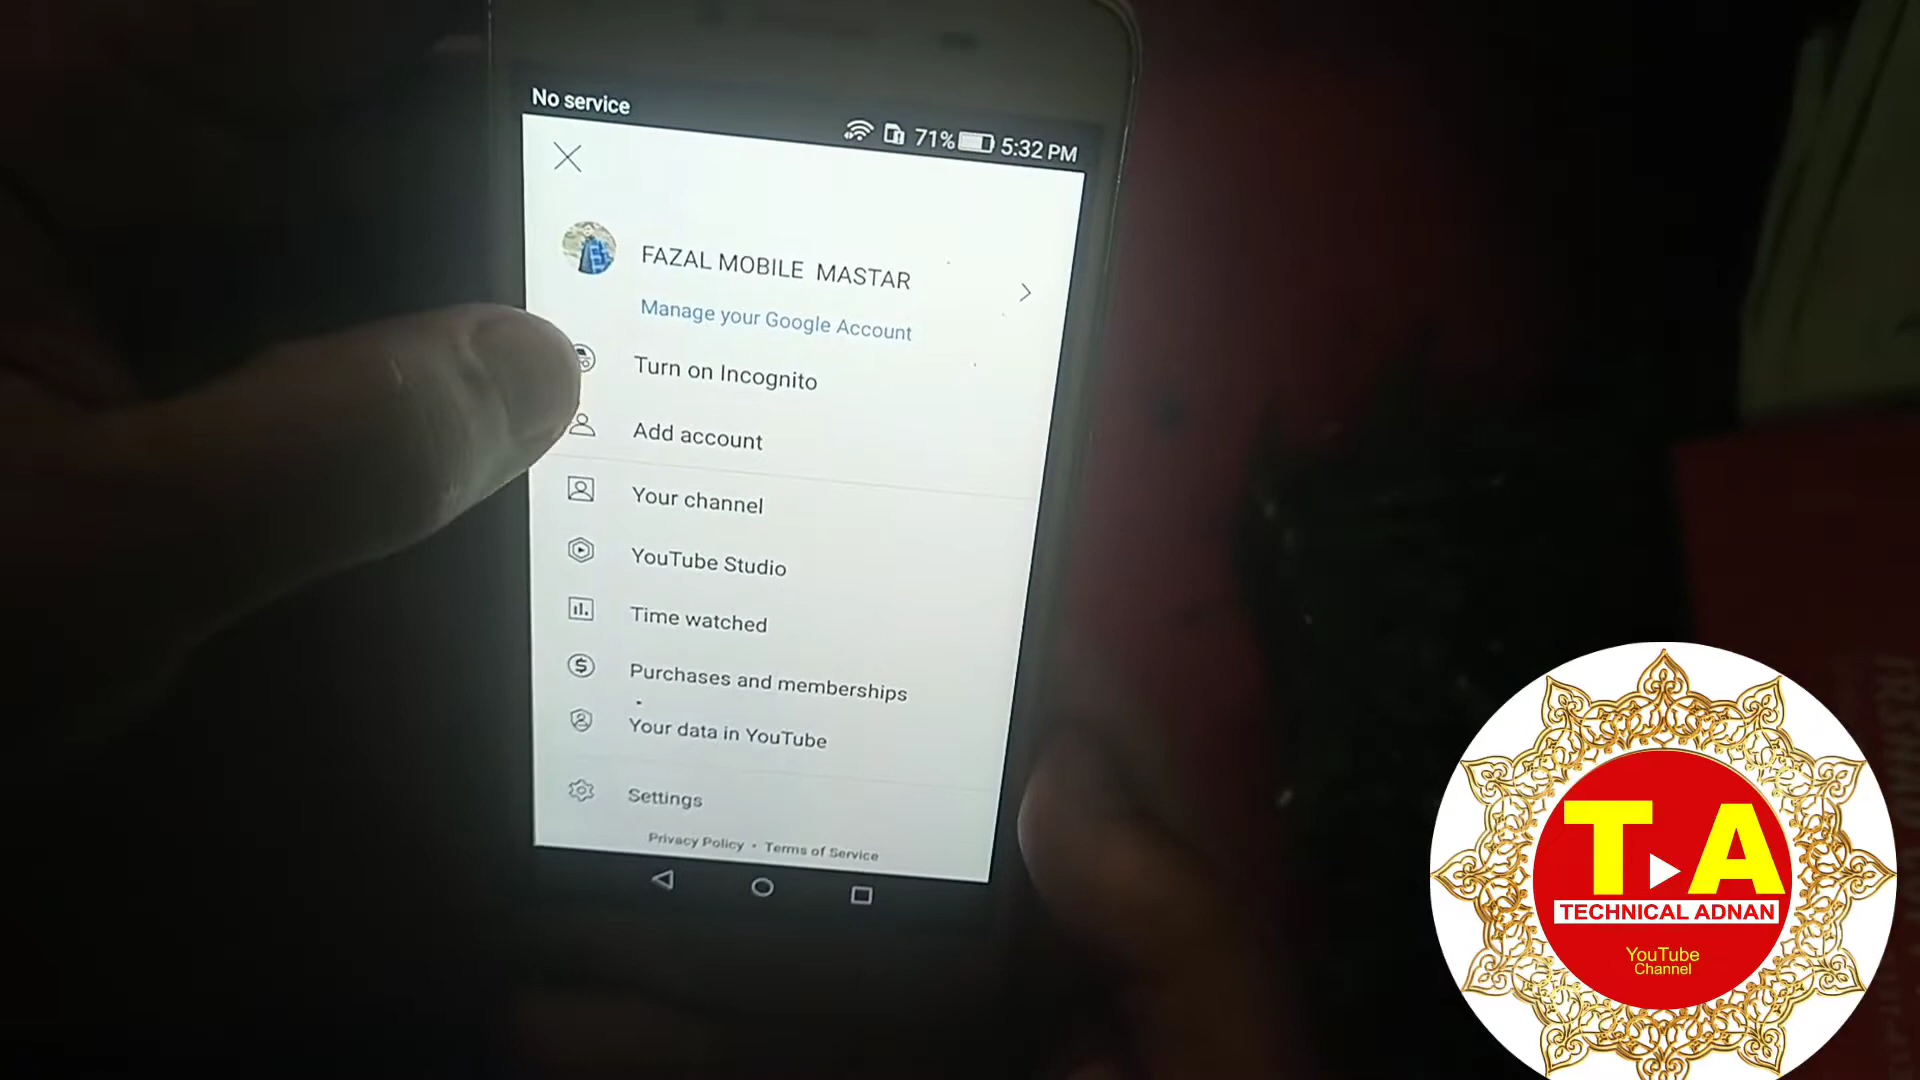 No service
71% 5:32 PM
FAZAL MOBILE MASTAR
Manage your Google Account
Turn on Incognito
Add account
Your channel
YouTube Studio
Time watched
Purchases and memberships
Your data in YouTube
Settings
Privacy Policy • Terms of Service
T A
TECHNICAL ADNAN
YouTube
Channel